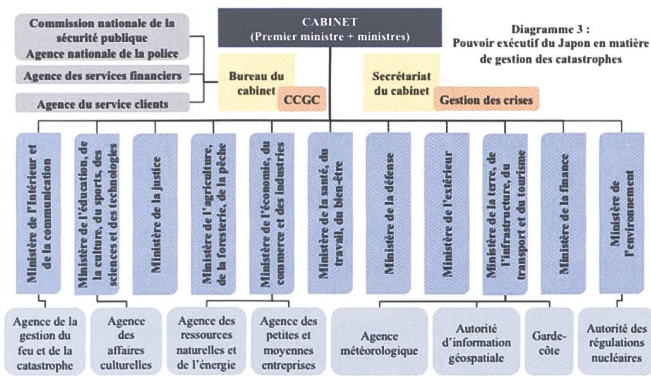 Commission nationale de la
sécurité publique
Agence nationale de la police
Agence des services financiers
Agence du service clients
CABINET
(Premier ministre + ministres)
Diagramme 3 :
Pouvoir exécutif du Japon en matière
de gestion des catastrophes
Bureau du
cabinet
CCGC
Secrétariat
du cabinet
Gestion des crises
Ministère de l'Intérieur et
de la communication
Ministère de l'éducation, de
la culture, du sports, des
sciences et des technologies
Ministère de la justice
Ministère de l'agriculture,
de la foresterie, de la pêche
Ministère de l'économie, du
commerce et des industries
Ministère de la santé, du
travail, du bien-être
Ministère de la défense
Ministère de l'extérieur
Ministère de la terre, de
l'infrastructure, du
transport et du tourisme
Ministère de la finance
Ministère de
l'environnement
Agence de la
gestion du
feu et de la
catastrophe
Agence
des
affaires
culturelles
Agence des
ressources
naturelles et
de l'énergie
Agence des
petites et
moyennes
entreprises
Agence
météorologique
Autorité
d'information
géospatiale
Garde-
côte
Autorité des
régulations
nucléaires